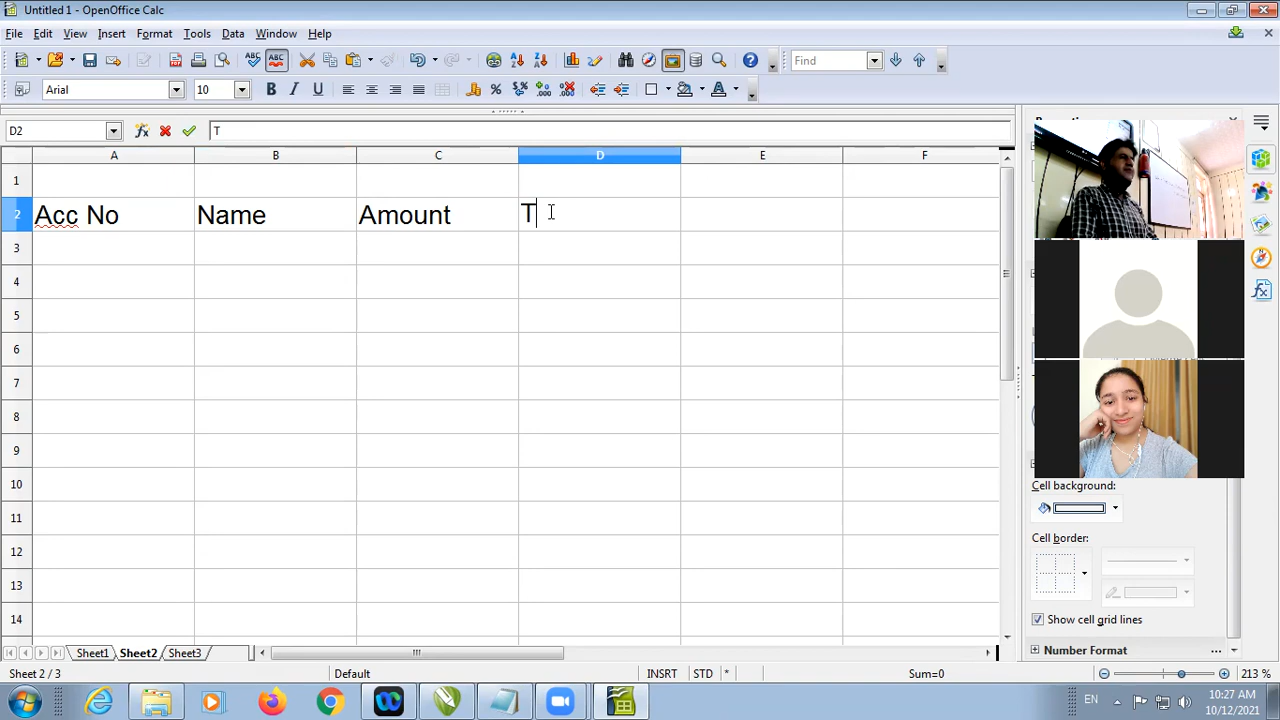 Untitled 1 - OpenOffice Calc
File Edit View Insert Format Tools Data Window Help
Find
Arial 10
D2 T
A B C D E F
1
2 Acc No Name Amount T
3
4
5
6
7
8
9
10
11
12
13
14
Cell background:
Cell border:
Show cell grid lines
Number Format ...
Sheet1 Sheet2 Sheet3
Sheet 2 / 3 Default INSRT STD * Sum=0 213 %
EN 10:27 AM
10/12/2021